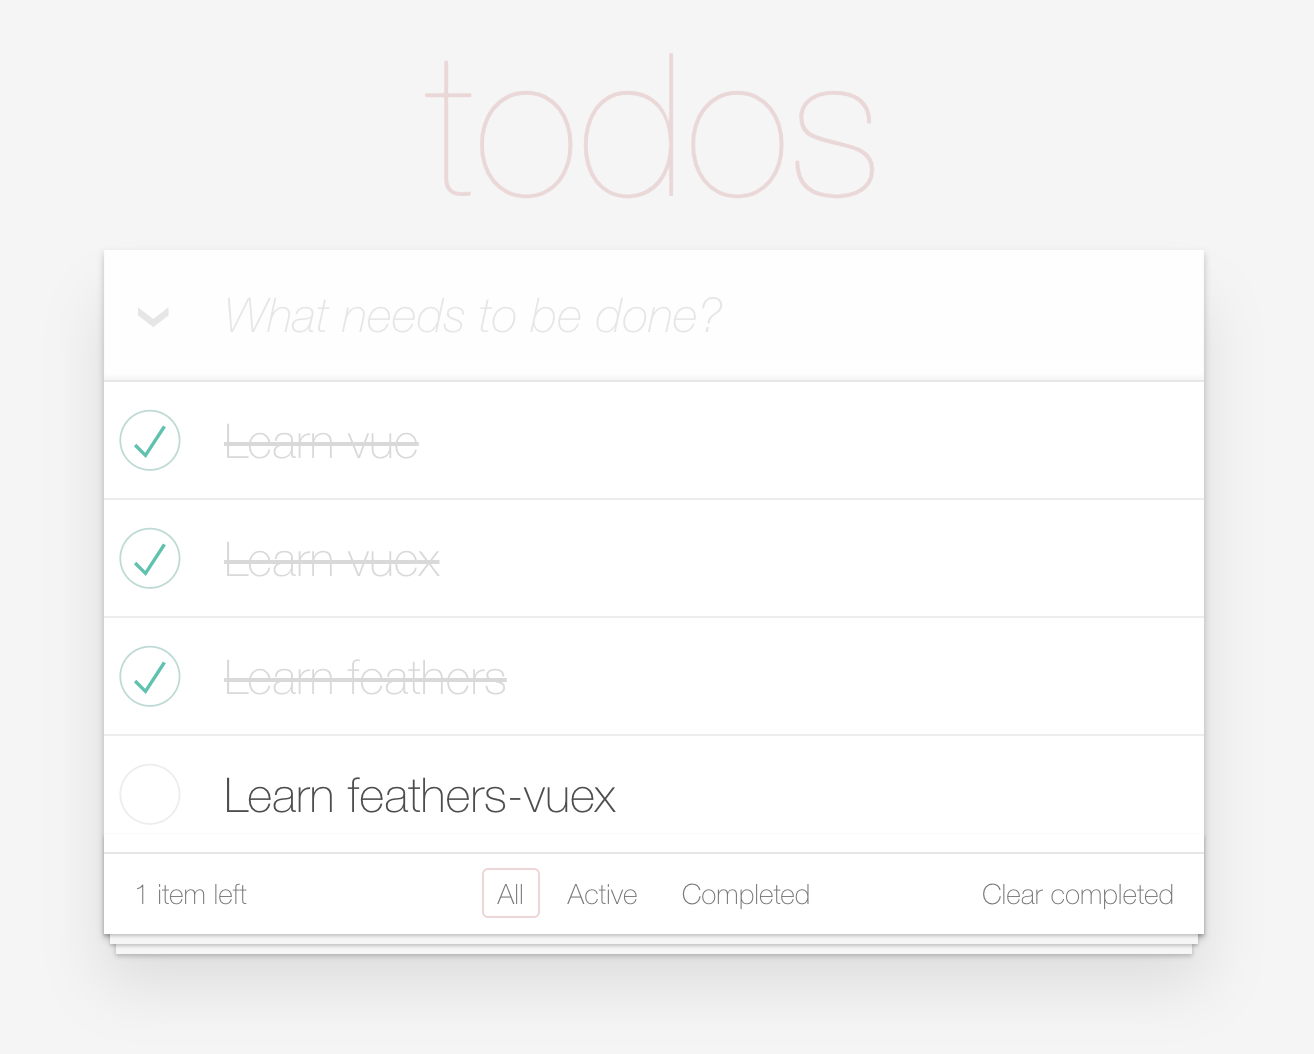 todos
What needs to be done?
Learn vue
Learn vuex
Learn feathers
Learn feathers-vuex
1 item left All Active Completed Clear completed